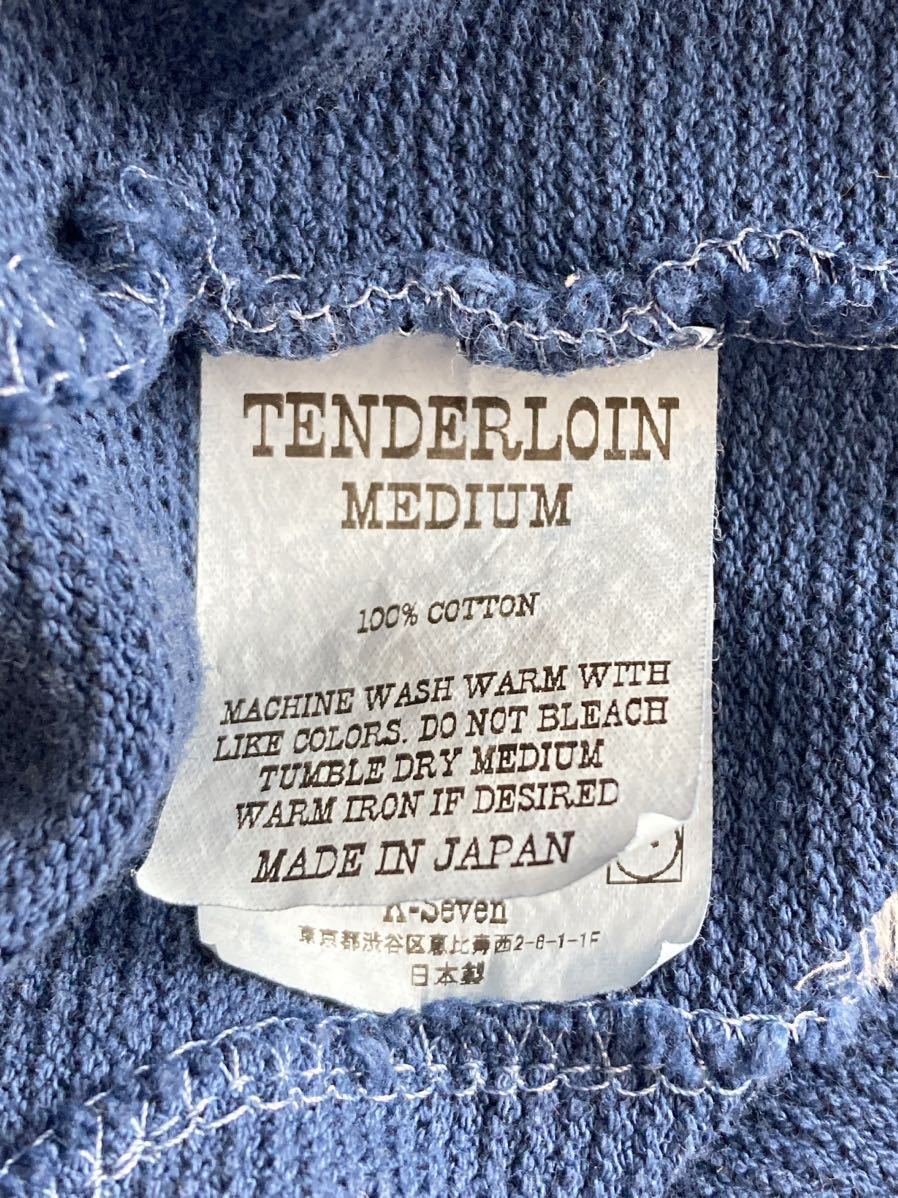 TENDERLOIN
MEDIUM
100% COTTON
MACHINE WASH WARM WITH
LIKE COLORS. DO NOT BLEACH
TUMBLE DRY MEDIUM
WARM IRON IF DESIRED
MADE IN JAPAN
K-Seven
東京都渋谷区恵比寿西2-8-1-1F
日本製